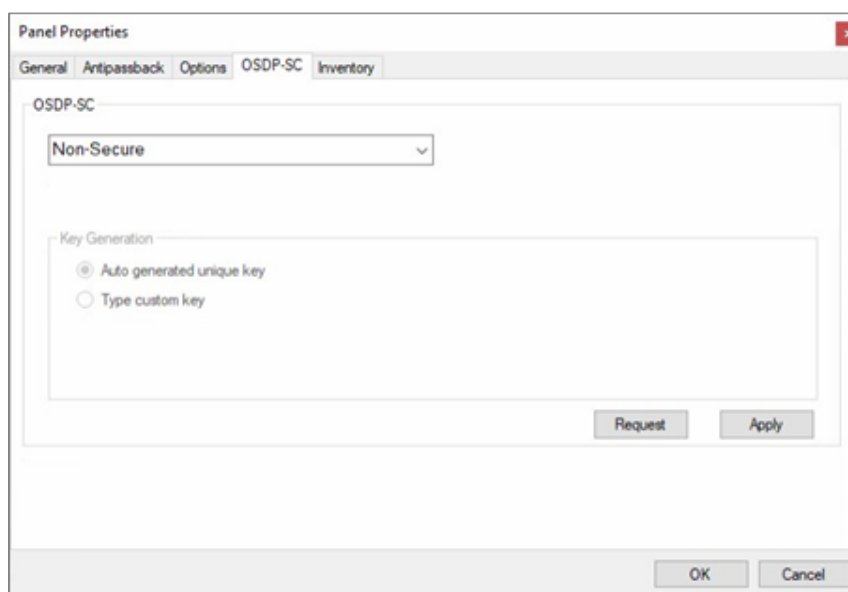 Panel Properties
General Antipassback Options OSDP-SC Inventory
OSDP-SC
Non-Secure
Key Generation
Auto generated unique key
Type custom key
Request Apply
OK Cancel